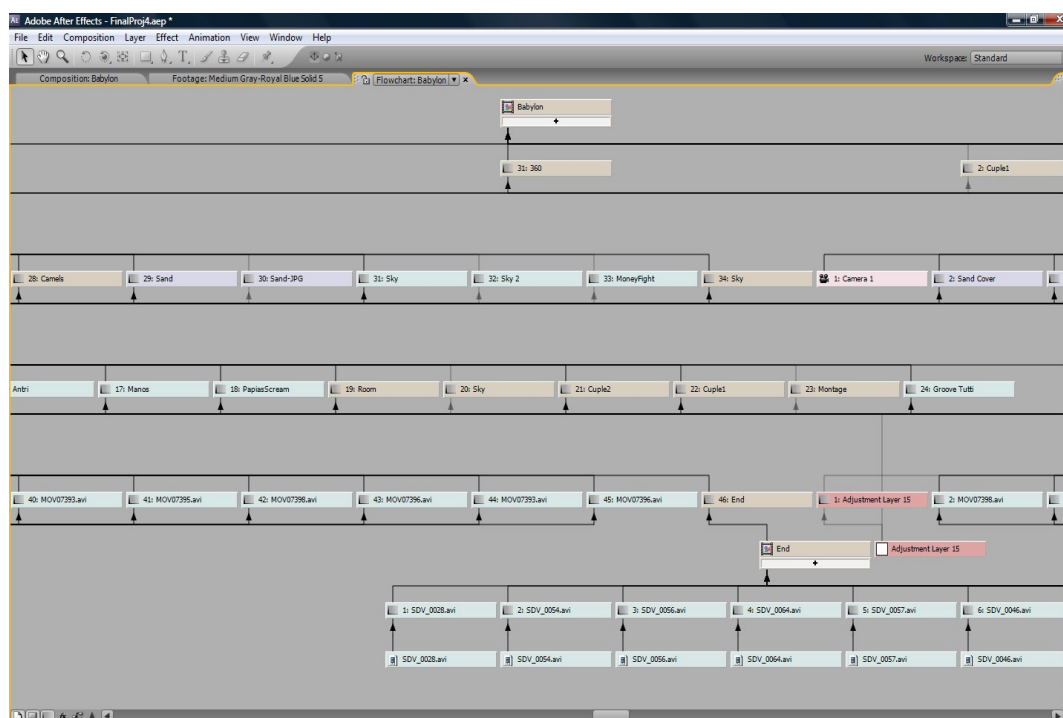 Ae Adobe After Effects - FinalProj4.aep *
File Edit Composition Layer Effect Animation View Window Help
Workspace: Standard
Composition: Babylon Footage: Medium Gray-Royal Blue Solid 5 Flowchart: Babylon
Babylon
31: 360 2: Cuple1
28: Camels 29: Sand 30: Sand-JPG 31: Sky 32: Sky 2 33: MoneyFight 34: Sky 1: Camera 1 2: Sand Cover
Antri 17: Manos 18: PapiasScream 19: Room 20: Sky 21: Cuple2 22: Cuple1 23: Montage 24: Groove Tutti
40: MOV07393.avi 41: MOV07395.avi 42: MOV07398.avi 43: MOV07396.avi 44: MOV07393.avi 45: MOV07396.avi 46: End 1: Adjustment Layer 15 2: MOV07398.avi
End Adjustment Layer 15
1: SDV_0028.avi 2: SDV_0054.avi 3: SDV_0056.avi 4: SDV_0064.avi 5: SDV_0057.avi 6: SDV_0046.avi
SDV_0028.avi SDV_0054.avi SDV_0056.avi SDV_0064.avi SDV_0057.avi SDV_0046.avi